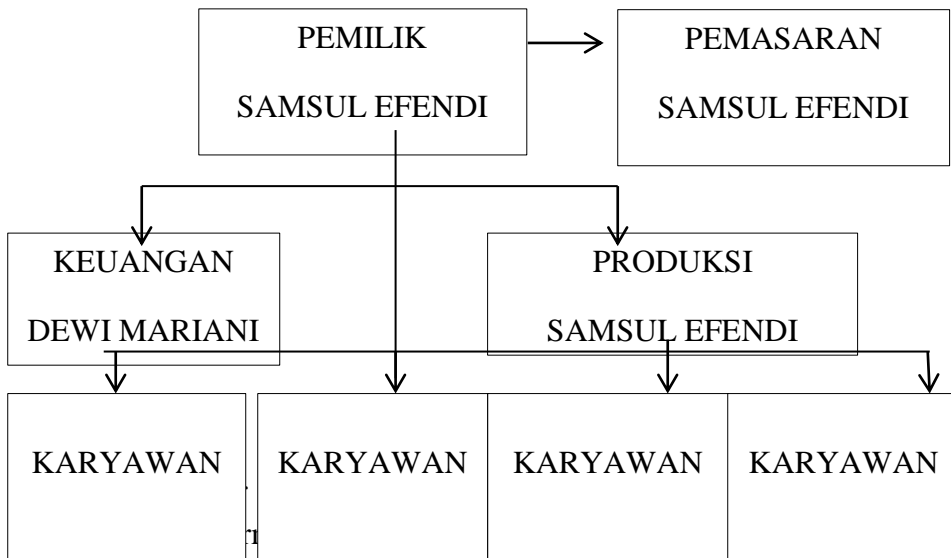 PEMILIK
SAMSUL EFENDI
PEMASARAN
SAMSUL EFENDI
KEUANGAN
DEWI MARIANI
PRODUKSI
SAMSUL EFENDI
KARYAWAN
KARYAWAN
KARYAWAN
KARYAWAN